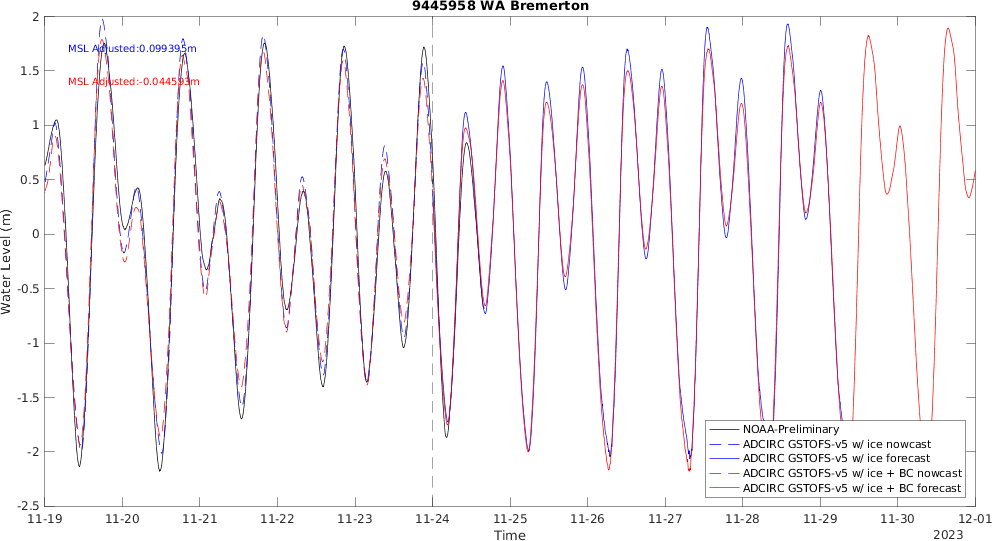 9445958 WA Bremerton
MSL Adjusted:0.099395m
MSL Adjusted:-0.044593m
Water Level (m)
2
1.5
1
0.5
0
-0.5
-1
-1.5
-2
-2.5
NOAA-Preliminary
ADCIRC GSTOFS-v5 w/ ice nowcast
ADCIRC GSTOFS-v5 w/ ice forecast
ADCIRC GSTOFS-v5 w/ ice + BC nowcast
ADCIRC GSTOFS-v5 w/ ice + BC forecast
11-19 11-20 11-21 11-22 11-23 11-24 11-25 11-26 11-27 11-28 11-29 11-30 12-01
Time
2023